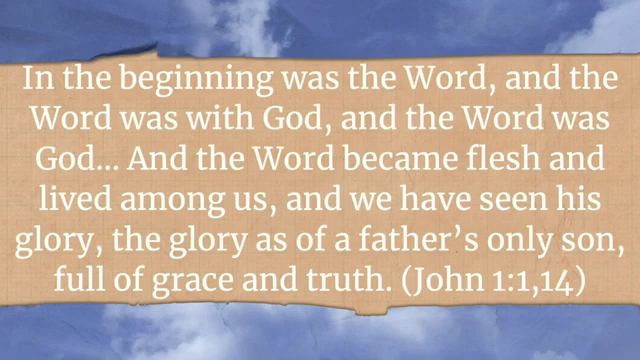 In the beginning was the Word, and the
Word was with God, and the Word was
God... And the Word became flesh and
lived among us, and we have seen his
glory, the glory as of a father’s only son,
full of grace and truth. (John 1:1,14)